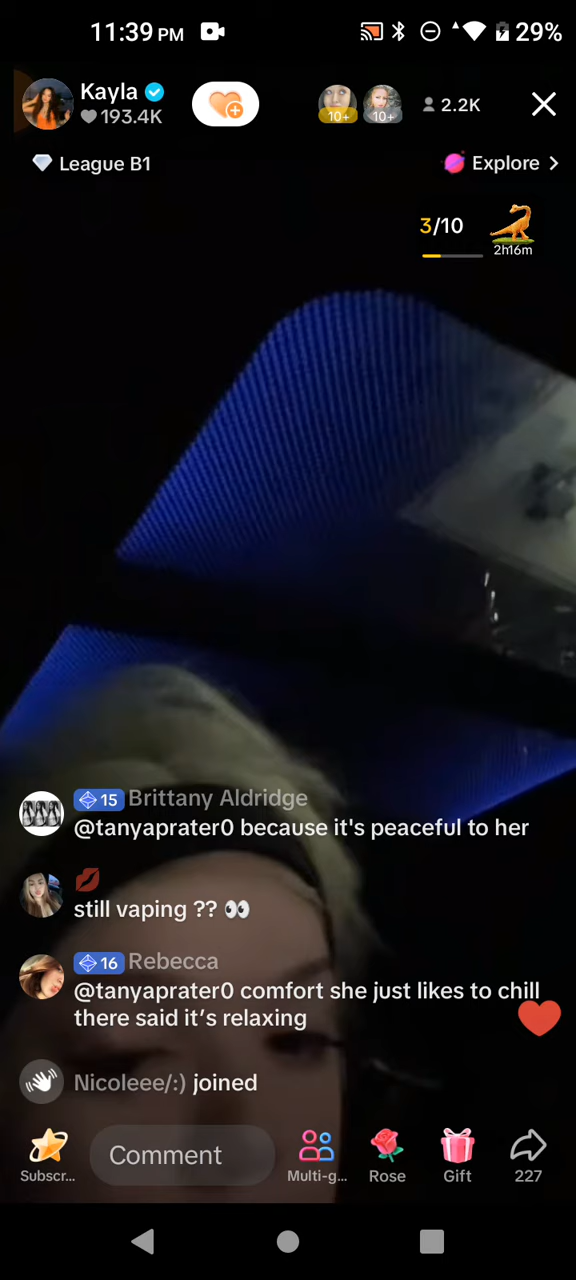 11:39 PM
29%
Kayla
193.4K
10+
10+
2.2K
League B1
Explore >
3/10
2h16m
15 Brittany Aldridge
@tanyaprater0 because it's peaceful to her
still vaping ?? 👀
16 Rebecca
@tanyaprater0 comfort she just likes to chill
there said it’s relaxing
Nicoleee/:) joined
Comment
Subscr...
Multi-g...
Rose
Gift
227